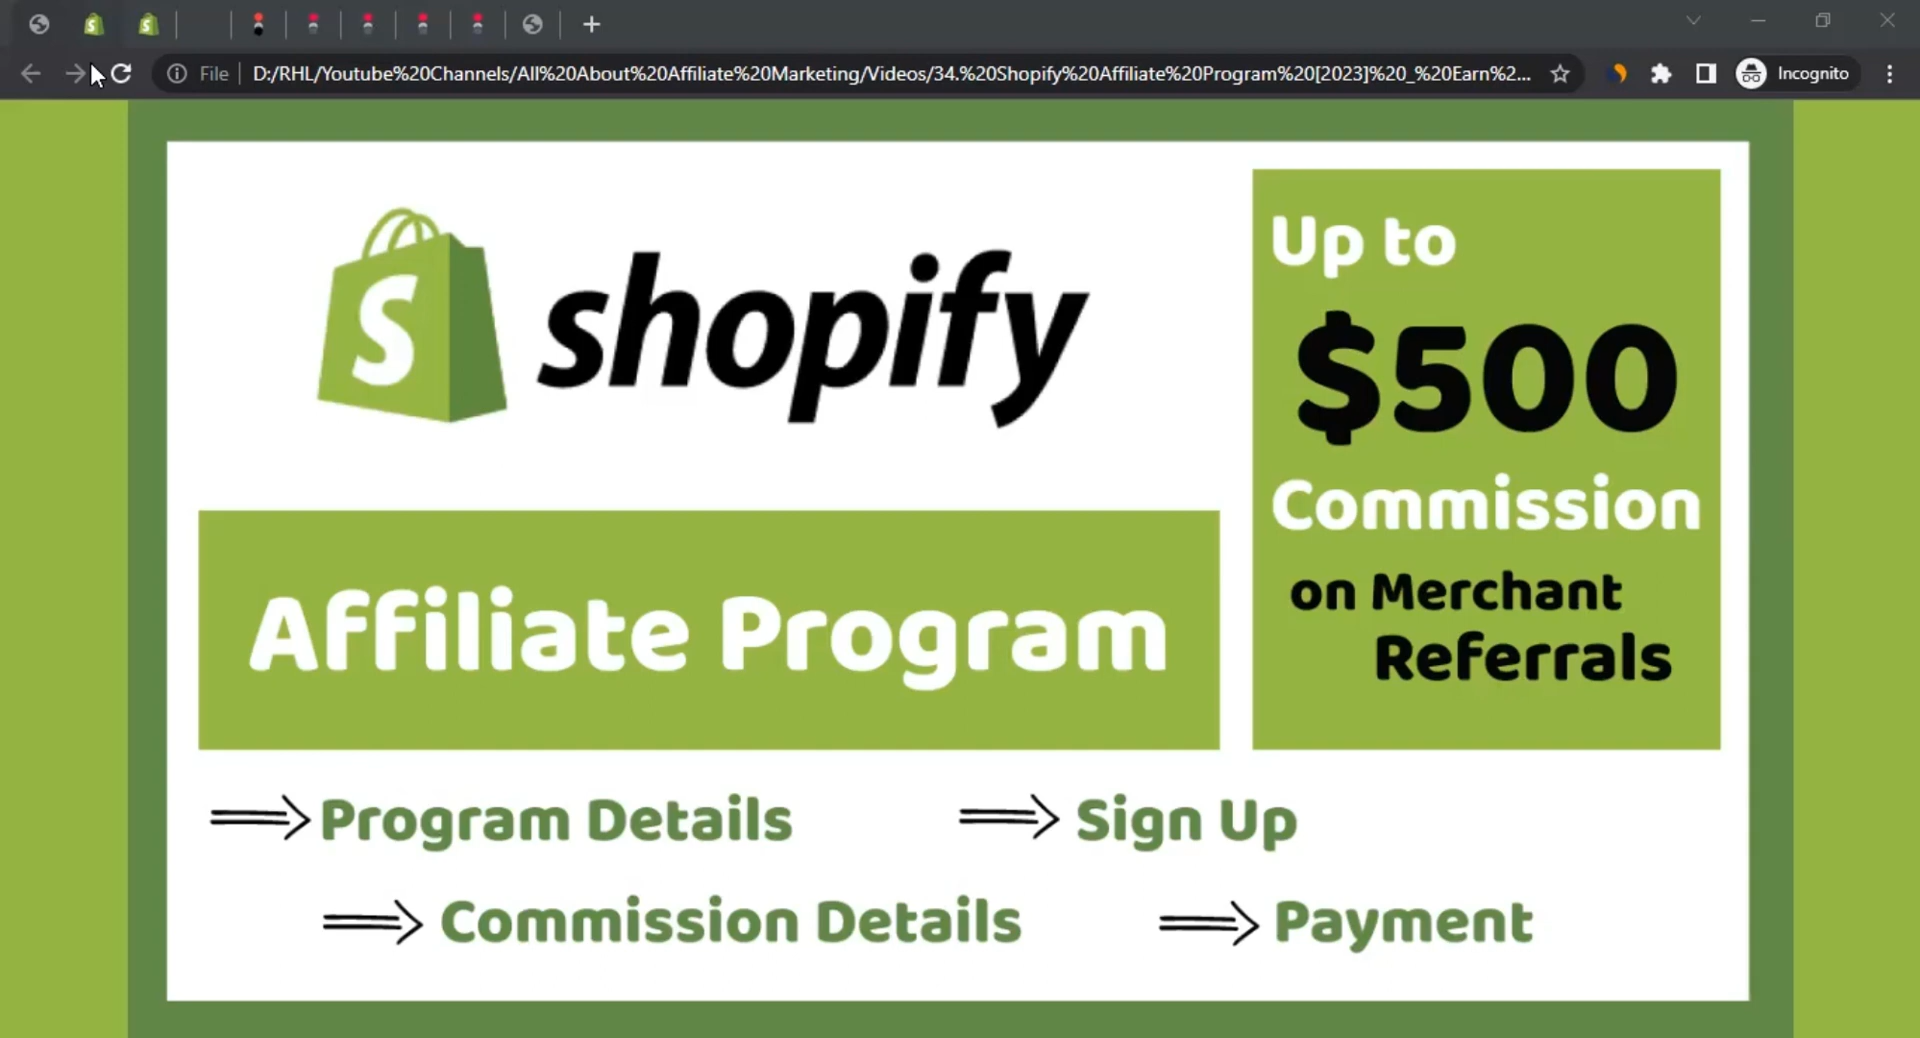 File
D:/RHL/Youtube%20Channels/All%20About%20Affiliate%20Marketing/Videos/34.%20Shopify%20Affiliate%20Program%20[2023]%20_%20Earn%2...
Incognito
S
shopify
Up to
$500
Commission
on Merchant
Referrals
Affiliate Program
Program Details
Sign Up
Commission Details
Payment